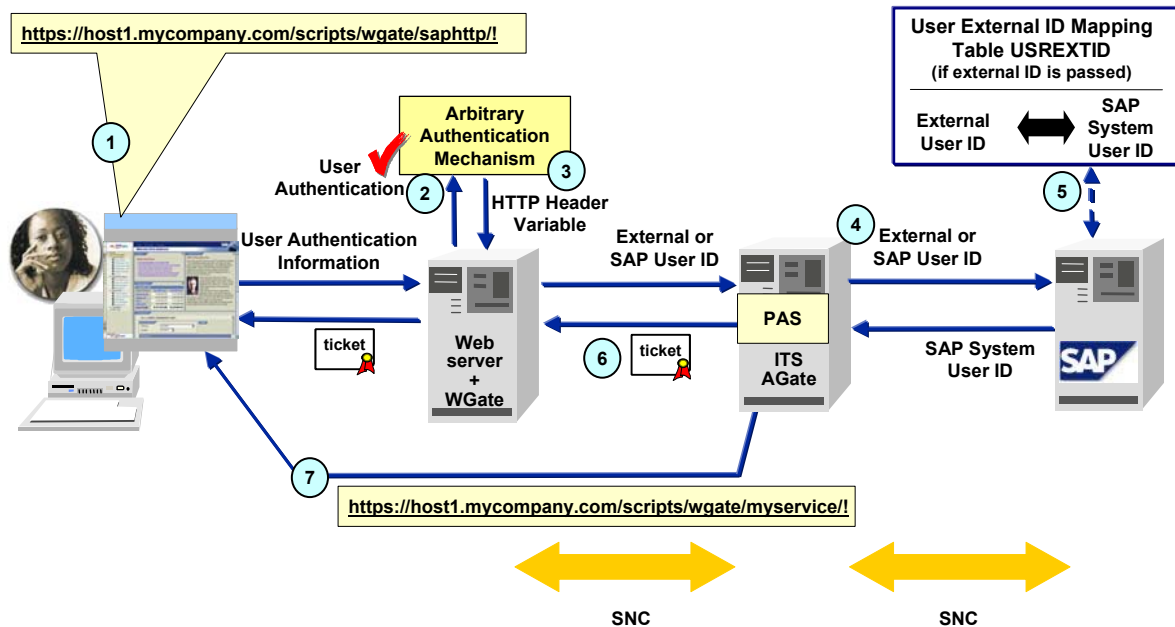 https://host1.mycompany.com/scripts/wgate/saphttp/!
User External ID Mapping
Table USREXTID
(if external ID is passed)
External
User ID
SAP
System
User ID
1
Arbitrary
Authentication
Mechanism
User
Authentication
2
3
HTTP Header
Variable
5
User Authentication
Information
External or
SAP User ID
4
External or
SAP User ID
PAS
ticket
Web
server
+
WGate
6
ticket
ITS
AGate
SAP System
User ID
SAP
7
https://host1.mycompany.com/scripts/wgate/myservice/!
SNC
SNC